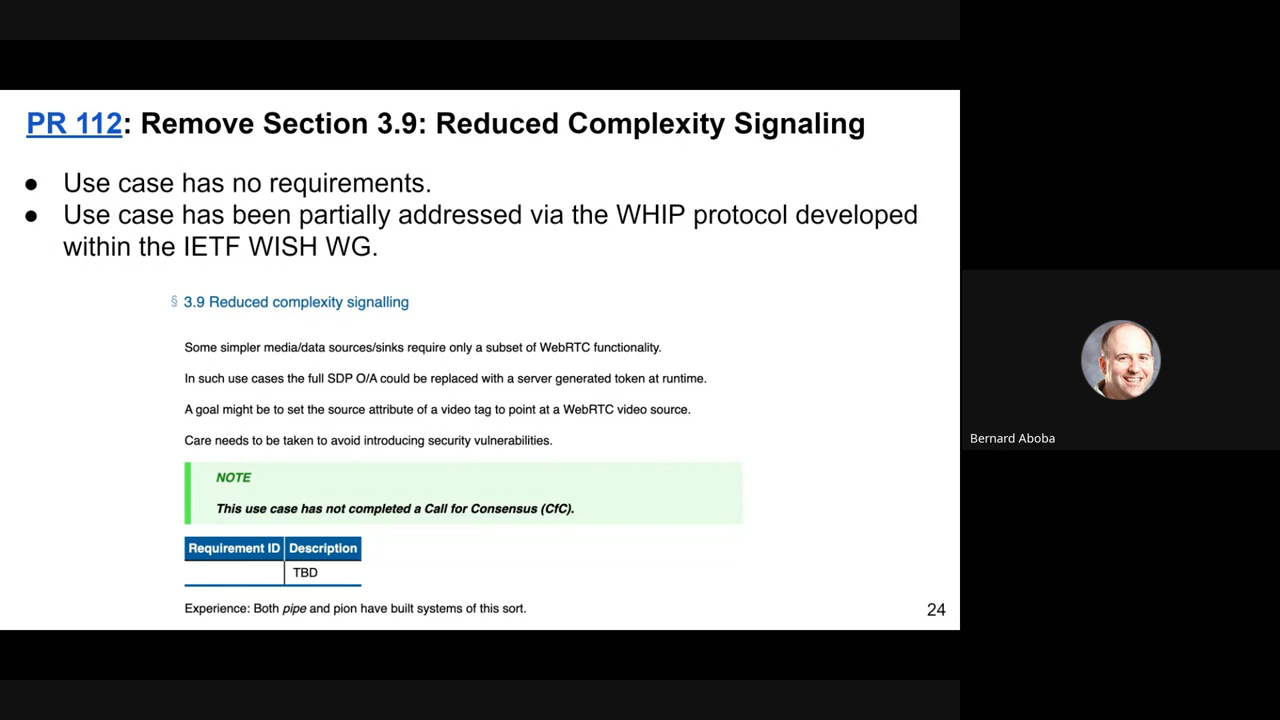 PR 112: Remove Section 3.9: Reduced Complexity Signaling
● Use case has no requirements.
● Use case has been partially addressed via the WHIP protocol developed
within the IETF WISH WG.
§ 3.9 Reduced complexity signalling
Some simpler media/data sources/sinks require only a subset of WebRTC functionality.
In such use cases the full SDP O/A could be replaced with a server generated token at runtime.
A goal might be to set the source attribute of a video tag to point at a WebRTC video source.
Care needs to be taken to avoid introducing security vulnerabilities.
NOTE
This use case has not completed a Call for Consensus (CfC).
Requirement ID Description
TBD
Experience: Both pipe and pion have built systems of this sort.
24
Bernard Aboba